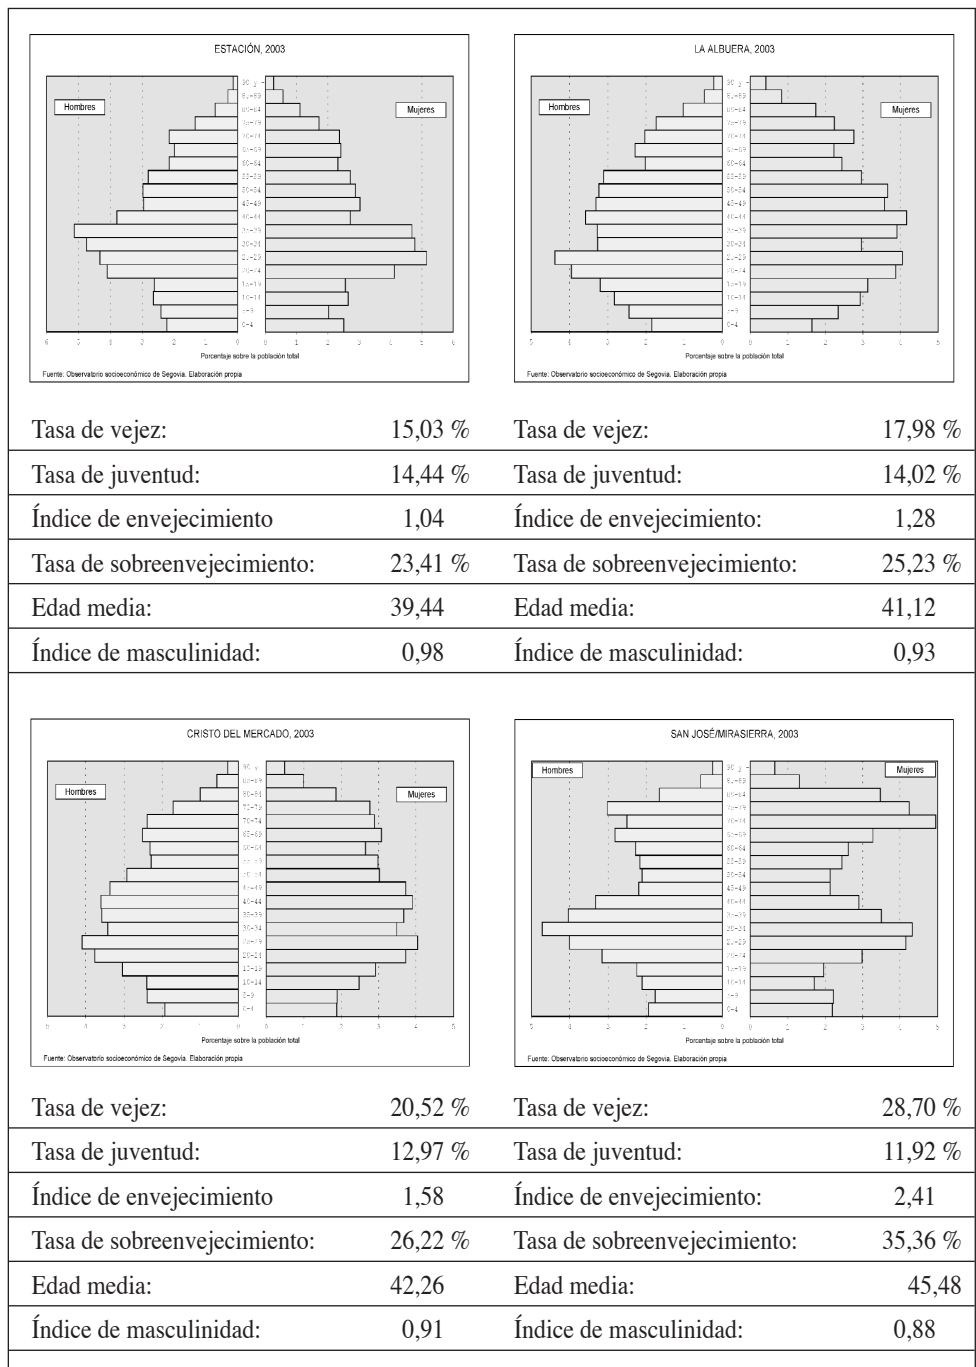 ESTACIÓN, 2003
Hombres
Mujeres
Porcentaje sobre la población total
Fuente: Observatorio socioeconómico de Segovia. Elaboración propia
LA ALBUERA, 2003
Hombres
Mujeres
Porcentaje sobre la población total
Fuente: Observatorio socioeconómico de Segovia. Elaboración propia
Tasa de vejez: 15,03 %
Tasa de juventud: 14,44 %
Índice de envejecimiento 1,04
Tasa de sobreenvejecimiento: 23,41 %
Edad media: 39,44
Índice de masculinidad: 0,98
Tasa de vejez: 17,98 %
Tasa de juventud: 14,02 %
Índice de envejecimiento: 1,28
Tasa de sobreenvejecimiento: 25,23 %
Edad media: 41,12
Índice de masculinidad: 0,93
CRISTO DEL MERCADO, 2003
Hombres
Mujeres
Porcentaje sobre la población total
Fuente: Observatorio socioeconómico de Segovia. Elaboración propia
SAN JOSÉ/MIRASIERRA, 2003
Hombres
Mujeres
Porcentaje sobre la población total
Fuente: Observatorio socioeconómico de Segovia. Elaboración propia
Tasa de vejez: 20,52 %
Tasa de juventud: 12,97 %
Índice de envejecimiento 1,58
Tasa de sobreenvejecimiento: 26,22 %
Edad media: 42,26
Índice de masculinidad: 0,91
Tasa de vejez: 28,70 %
Tasa de juventud: 11,92 %
Índice de envejecimiento: 2,41
Tasa de sobreenvejecimiento: 35,36 %
Edad media: 45,48
Índice de masculinidad: 0,88